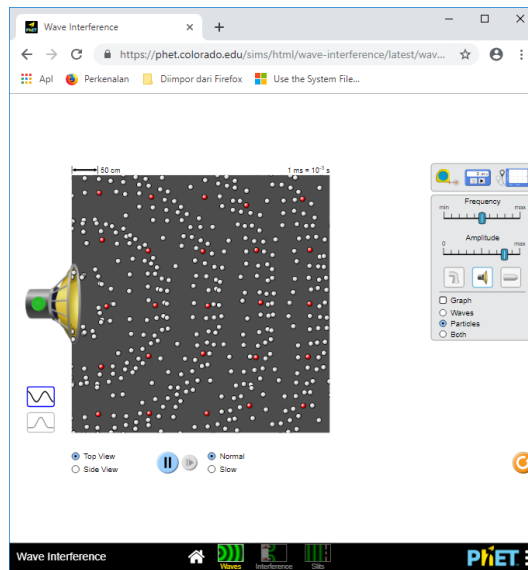 Wave Interference
https://phet.colorado.edu/sims/html/wave-interference/latest/wav...
Apl Perkenalan Diimpor dari Firefox Use the System File...
50 cm 1 ms = 10⁻³ s
Frequency
min max
Amplitude
0 max
Graph
Waves
Particles
Both
Top View Normal
Side View Slow
Wave Interference Waves Interference Slits PhET